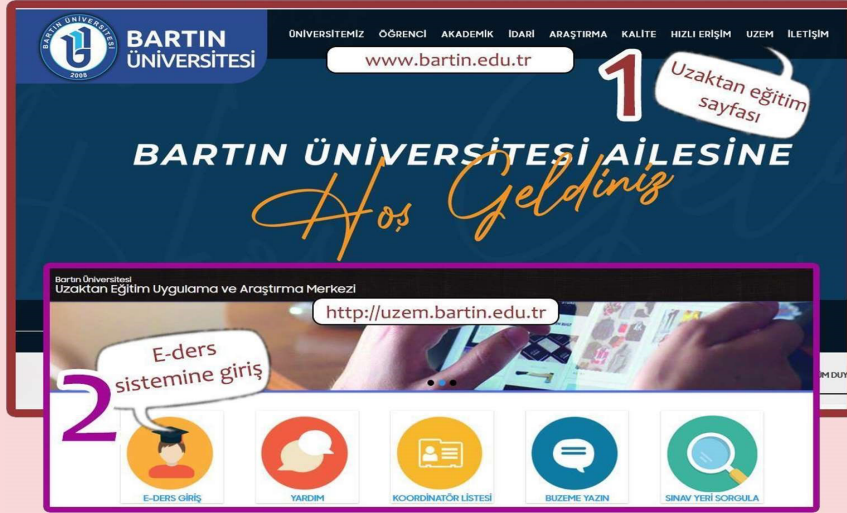 BARTIN
ÜNİVERSİTESİ
BARTIN ÜNİVERSİTESİ
2008
ÜNİVERSİTEMİZ ÖĞRENCİ AKADEMİK İDARİ ARAŞTIRMA KALİTE HIZLI ERİŞİM UZEM İLETİŞİM
www.bartin.edu.tr
1
Uzaktan eğitim
sayfası
BARTIN ÜNİVERSİTESİ AİLESİNE
Hoş Geldiniz
Bartın Üniversitesi
Uzaktan Eğitim Uygulama ve Araştırma Merkezi
http://uzem.bartin.edu.tr
2
E-ders
sistemine giriş
E-DERS GİRİŞ YARDIM KOORDİNATÖR LİSTESİ BUZEME YAZIN SINAV YERİ SORGULA